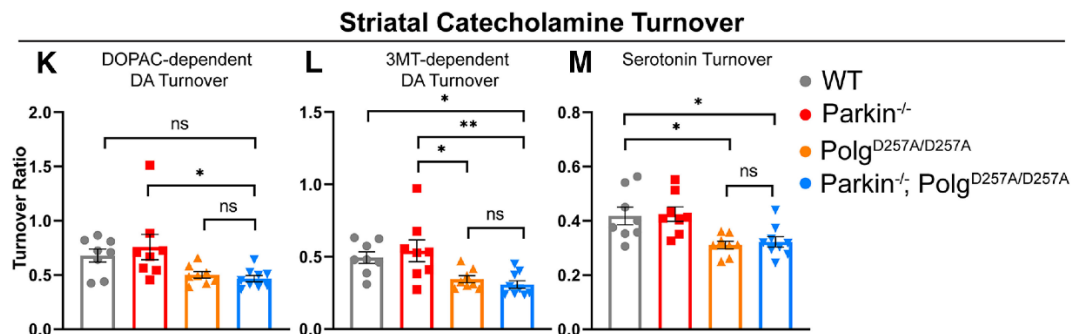 Striatal Catecholamine Turnover
K
DOPAC-dependent
DA Turnover
L
3MT-dependent
DA Turnover
M
Serotonin Turnover
Turnover Ratio
2.0
1.5
1.0
0.5
0.0
ns
*
ns
1.5
1.0
0.5
0.0
*
**
*
ns
0.8
0.6
0.4
0.2
0.0
*
*
ns
WT
Parkin⁻/⁻
Polgᴰ²⁵⁷ᴬ/ᴰ²⁵⁷ᴬ
Parkin⁻/⁻; Polgᴰ²⁵⁷ᴬ/ᴰ²⁵⁷ᴬ